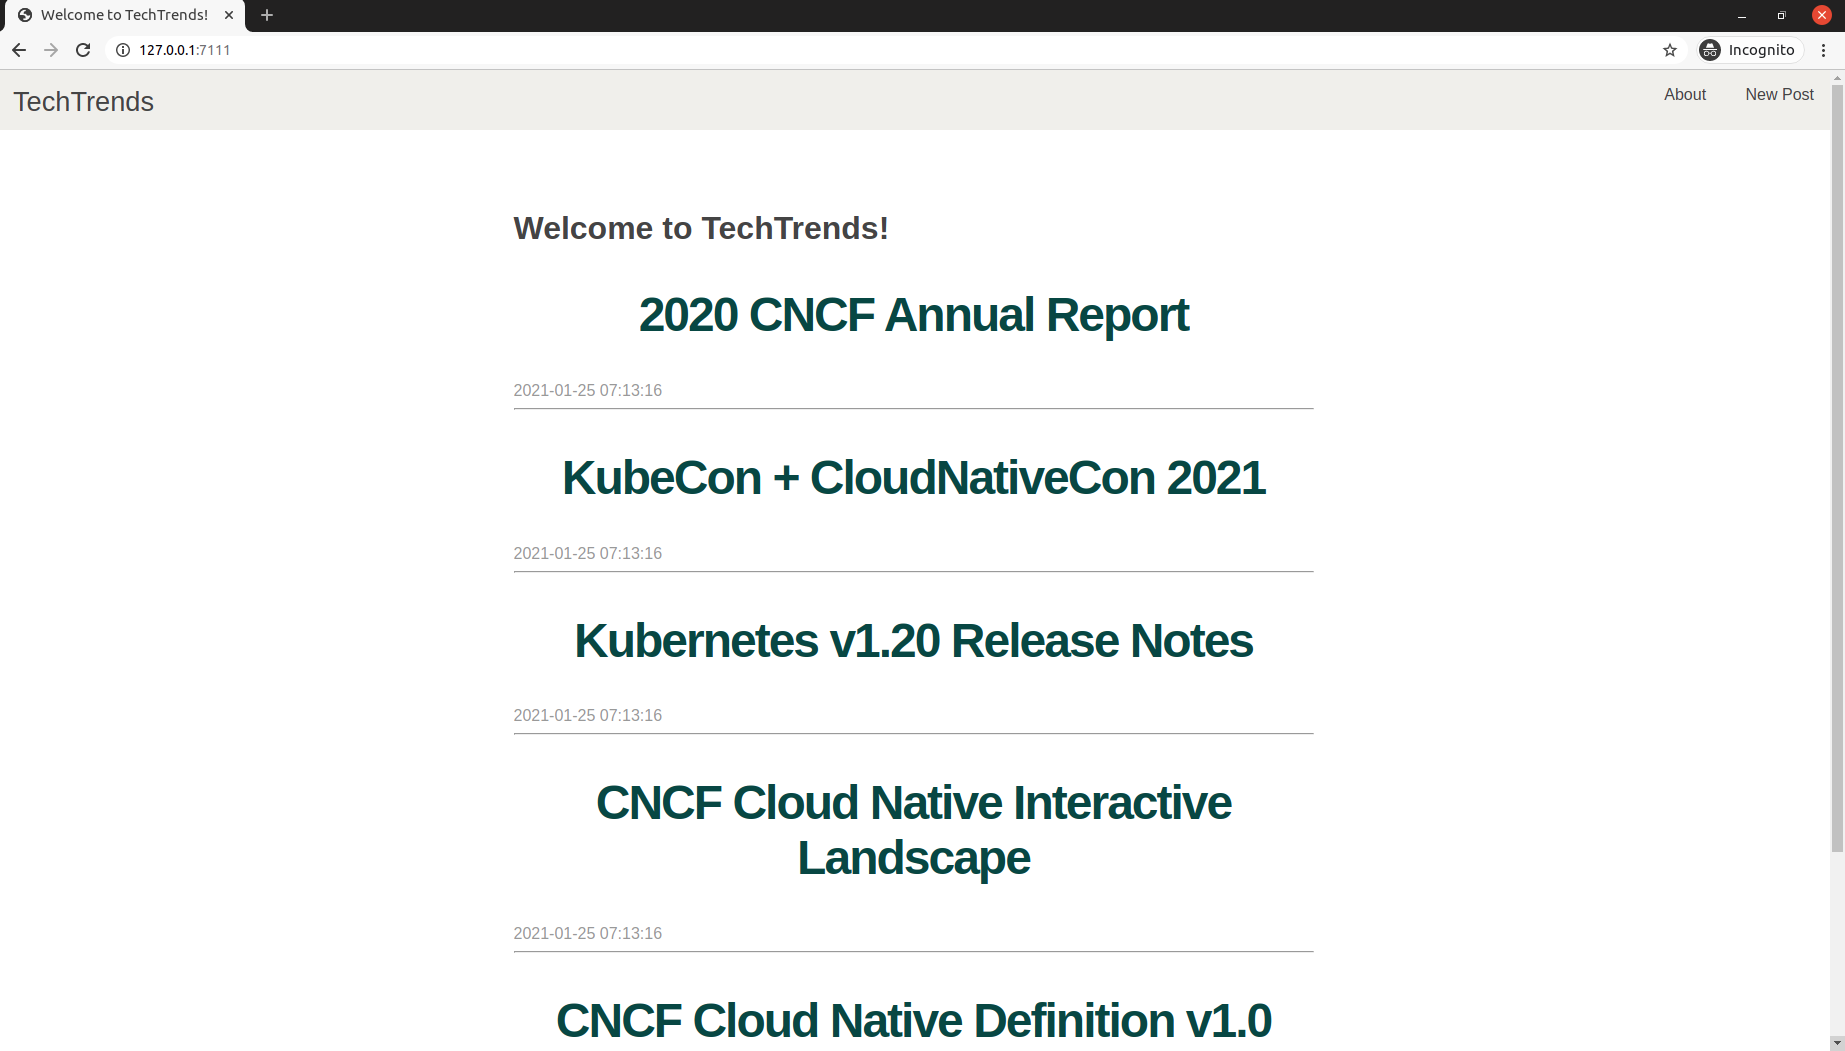 Welcome to TechTrends!
127.0.0.1:7111
Incognito
TechTrends
About
New Post
Welcome to TechTrends!
2020 CNCF Annual Report
2021-01-25 07:13:16
KubeCon + CloudNativeCon 2021
2021-01-25 07:13:16
Kubernetes v1.20 Release Notes
2021-01-25 07:13:16
CNCF Cloud Native Interactive
Landscape
2021-01-25 07:13:16
CNCF Cloud Native Definition v1.0